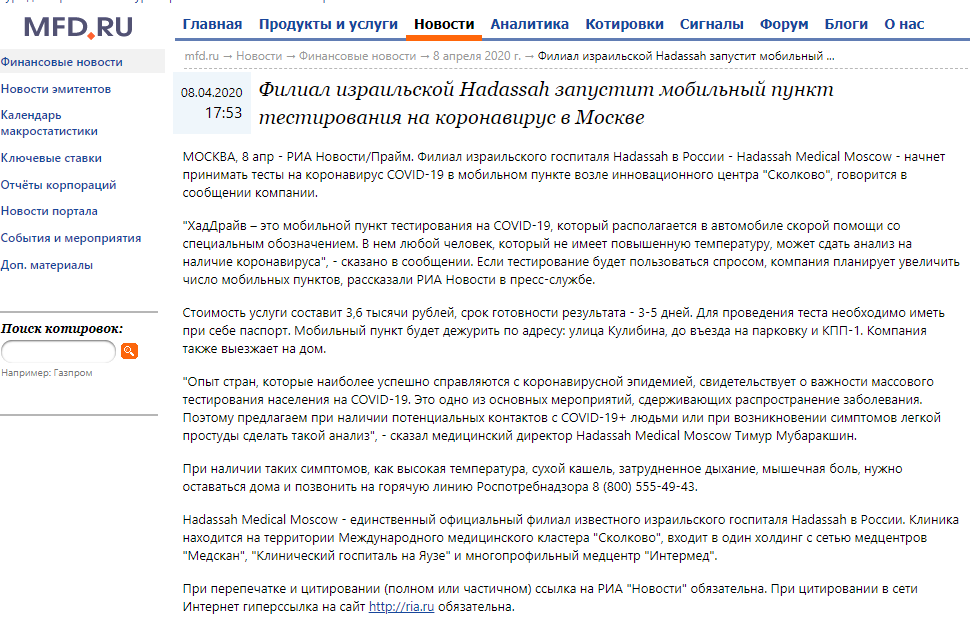 MFD.RU
Главная Продукты и услуги Новости Аналитика Котировки Сигналы Форум Блоги О нас
Финансовые новости
Новости эмитентов
Календарь
макростатистики
Ключевые ставки
Отчёты корпораций
Новости портала
События и мероприятия
Доп. материалы
Поиск котировок:
Например: Газпром
mfd.ru → Новости → Финансовые новости → 8 апреля 2020 г. → Филиал израильской Hadassah запустит мобильный ...
08.04.2020
17:53
Филиал израильской Hadassah запустит мобильный пункт
тестирования на коронавирус в Москве
МОСКВА, 8 апр - РИА Новости/Прайм. Филиал израильского госпиталя Hadassah в России - Hadassah Medical Moscow - начнет
принимать тесты на коронавирус COVID-19 в мобильном пункте возле инновационного центра "Сколково", говорится в
сообщении компании.
"ХадДрайв – это мобильной пункт тестирования на COVID-19, который располагается в автомобиле скорой помощи со
специальным обозначением. В нем любой человек, который не имеет повышенную температуру, может сдать анализ на
наличие коронавируса", - сказано в сообщении. Если тестирование будет пользоваться спросом, компания планирует увеличить
число мобильных пунктов, рассказали РИА Новости в пресс-службе.
Стоимость услуги составит 3,6 тысячи рублей, срок готовности результата - 3-5 дней. Для проведения теста необходимо иметь
при себе паспорт. Мобильный пункт будет дежурить по адресу: улица Кулибина, до въезда на парковку и КПП-1. Компания
также выезжает на дом.
"Опыт стран, которые наиболее успешно справляются с коронавирусной эпидемией, свидетельствует о важности массового
тестирования населения на COVID-19. Это одно из основных мероприятий, сдерживающих распространение заболевания.
Поэтому предлагаем при наличии потенциальных контактов с COVID-19+ людьми или при возникновении симптомов легкой
простуды сделать такой анализ", - сказал медицинский директор Hadassah Medical Moscow Тимур Мубаракшин.
При наличии таких симптомов, как высокая температура, сухой кашель, затрудненное дыхание, мышечная боль, нужно
оставаться дома и позвонить на горячую линию Роспотребнадзора 8 (800) 555-49-43.
Hadassah Medical Moscow - единственный официальный филиал известного израильского госпиталя Hadassah в России. Клиника
находится на территории Международного медицинского кластера "Сколково", входит в один холдинг с сетью медцентров
"Медскан", "Клинический госпиталь на Яузе" и многопрофильный медцентр "Интермед".
При перепечатке и цитировании (полном или частичном) ссылка на РИА "Новости" обязательна. При цитировании в сети
Интернет гиперссылка на сайт http://ria.ru обязательна.